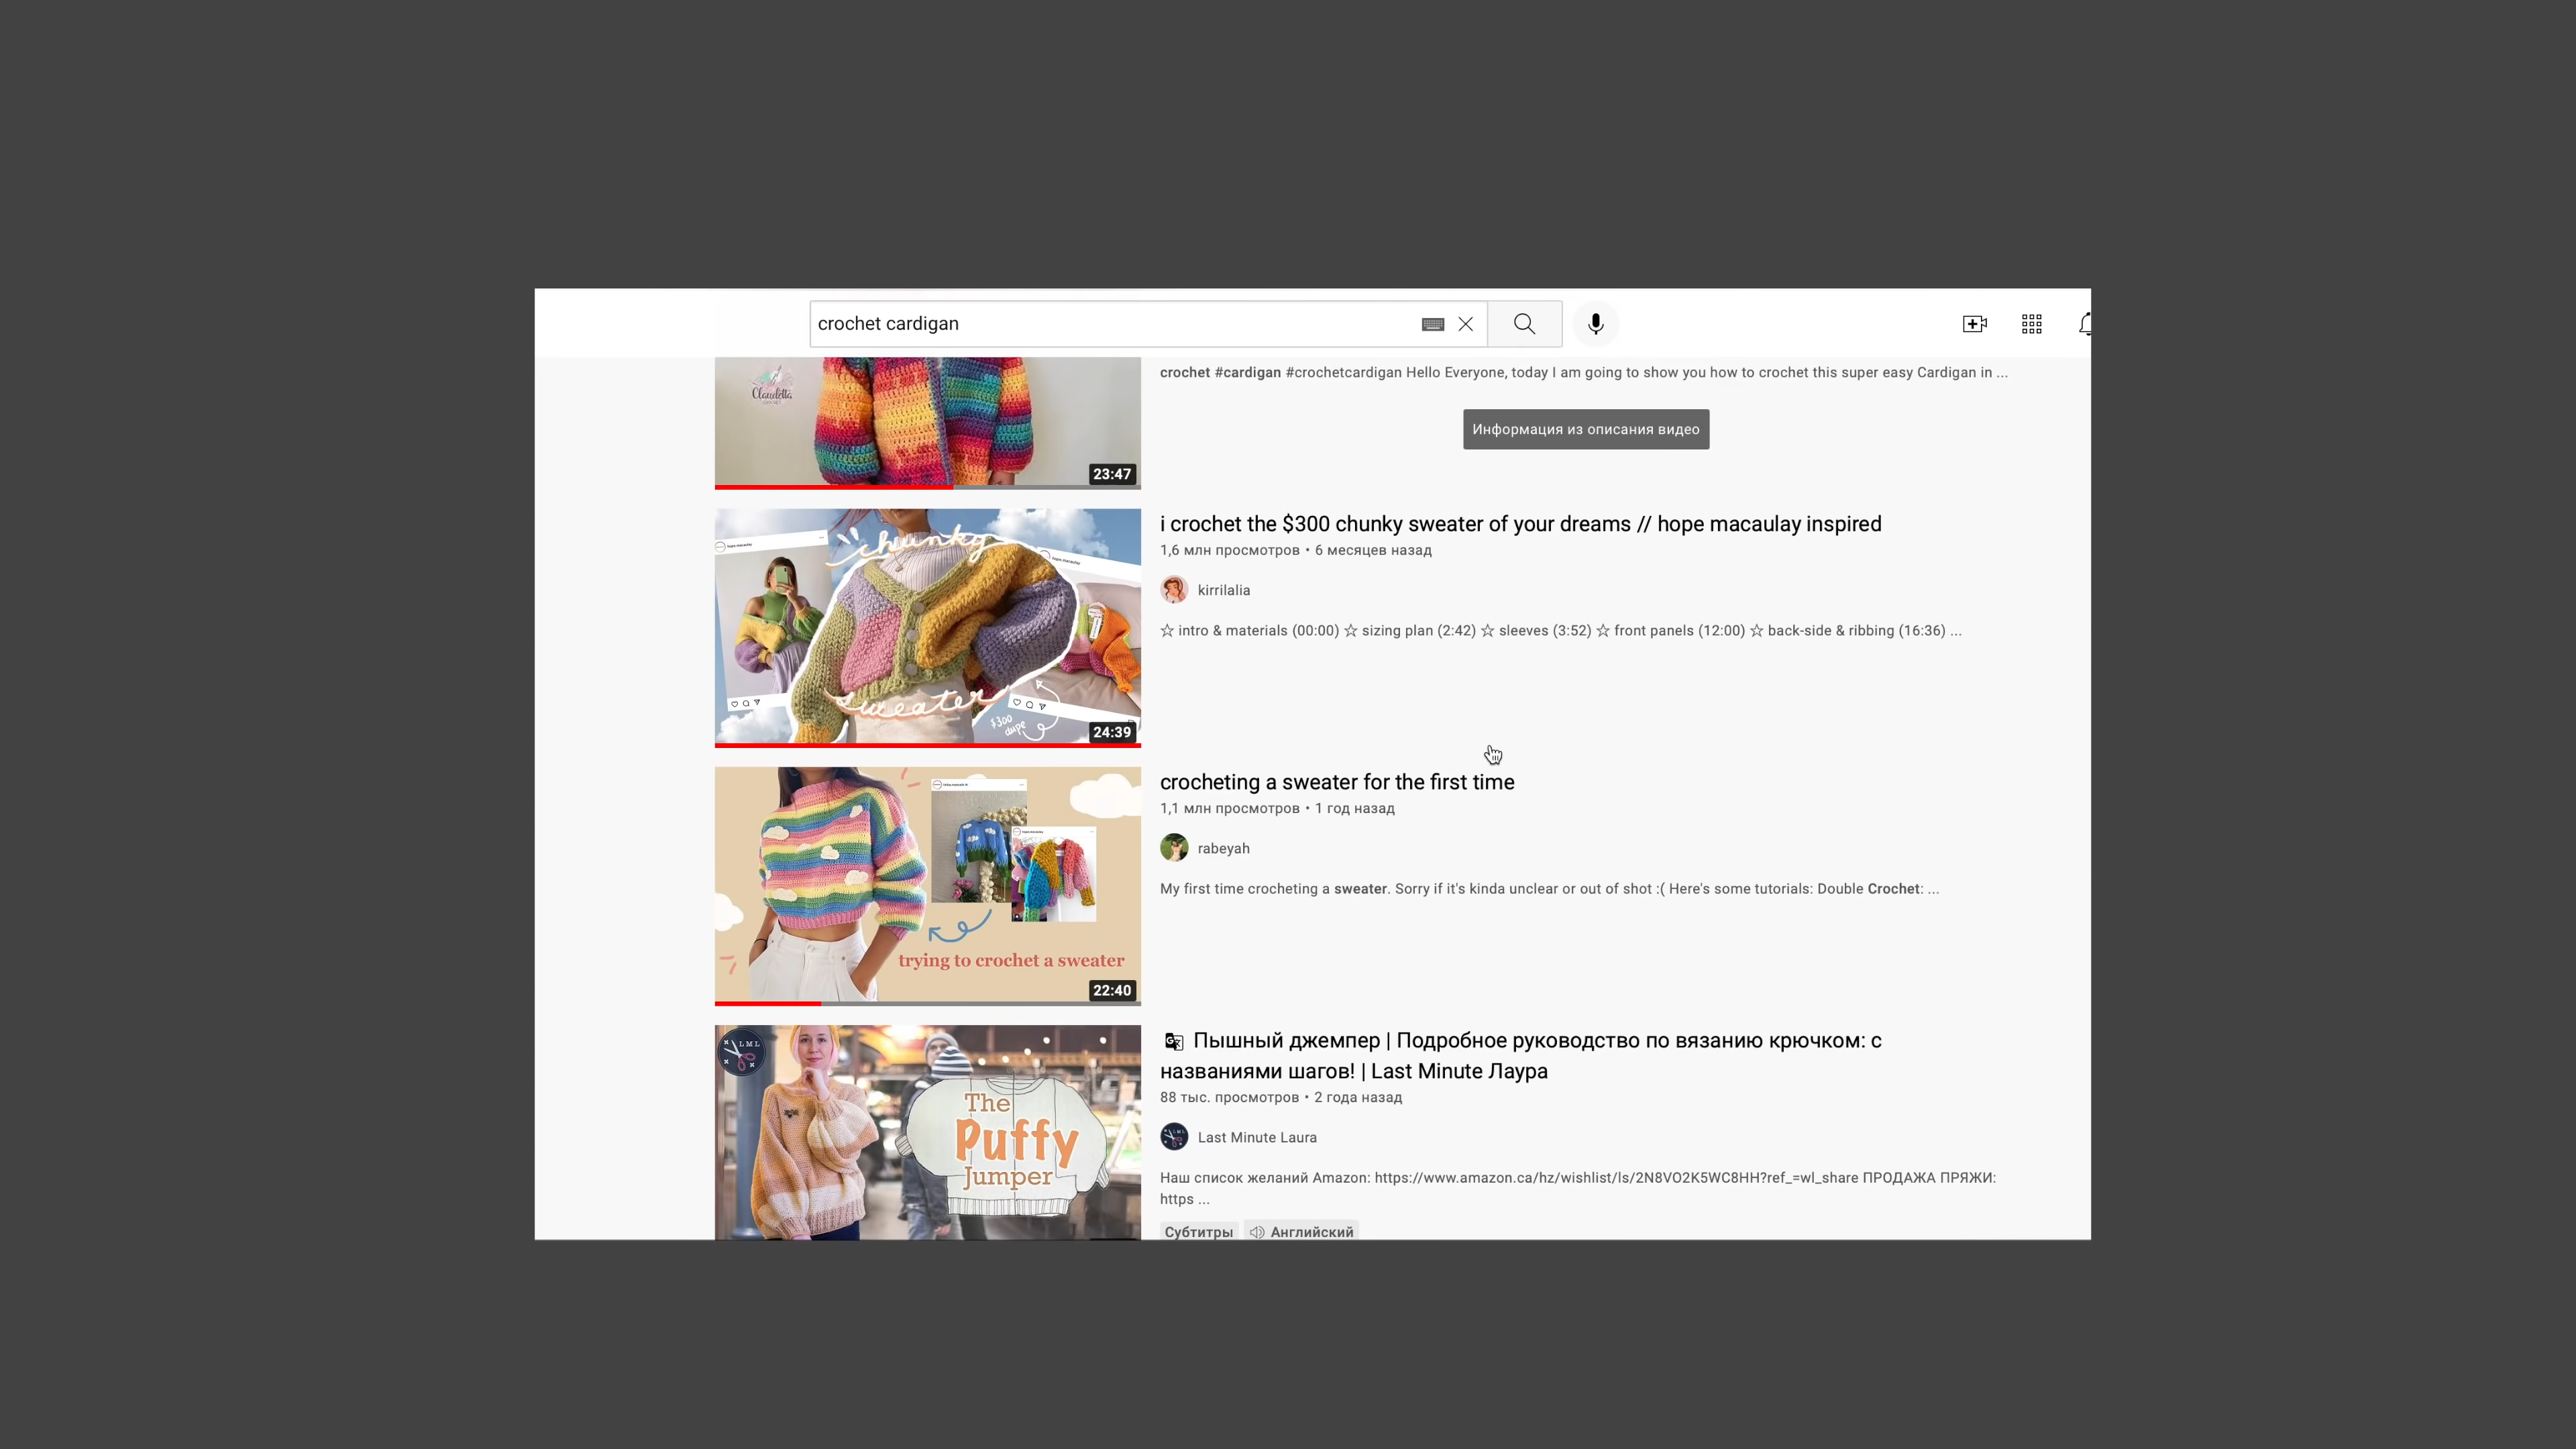 crochet cardigan
Claudetta
crochet #cardigan #crochetcardigan Hello Everyone, today I am going to show you how to crochet this super easy Cardigan in ...
Информация из описания видео
23:47
chunky
sweater
$300
dupe
24:39
i crochet the $300 chunky sweater of your dreams // hope macaulay inspired
1,6 млн просмотров • 6 месяцев назад
kirrilalia
☆ intro & materials (00:00) ☆ sizing plan (2:42) ☆ sleeves (3:52) ☆ front panels (12:00) ☆ back-side & ribbing (16:36) ...
trying to crochet a sweater
22:40
crocheting a sweater for the first time
1,1 млн просмотров • 1 год назад
rabeyah
My first time crocheting a sweater. Sorry if it's kinda unclear or out of shot :( Here's some tutorials: Double Crochet: ...
LML
The
Puffy
Jumper
Пышный джемпер | Подробное руководство по вязанию крючком: с
названиями шагов! | Last Minute Лаура
88 тыс. просмотров • 2 года назад
Last Minute Laura
Наш список желаний Amazon: https://www.amazon.ca/hz/wishlist/ls/2N8VO2K5WC8HH?ref_=wl_share ПРОДАЖА ПРЯЖИ:
https ...
Субтитры
Английский